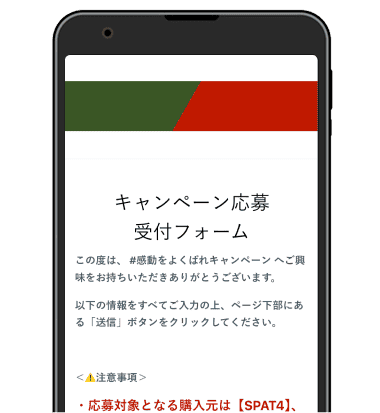 キャンペーン応募
受付フォーム
この度は、 #感動をよくばれキャンペーン へご興
味をお持ちいただきありがとうございます。
以下の情報をすべてご入力の上、ページ下部にあ
る「送信」ボタンをクリックしてください。
＜⚠️注意事項＞
・応募対象となる購入元は【SPAT4】、